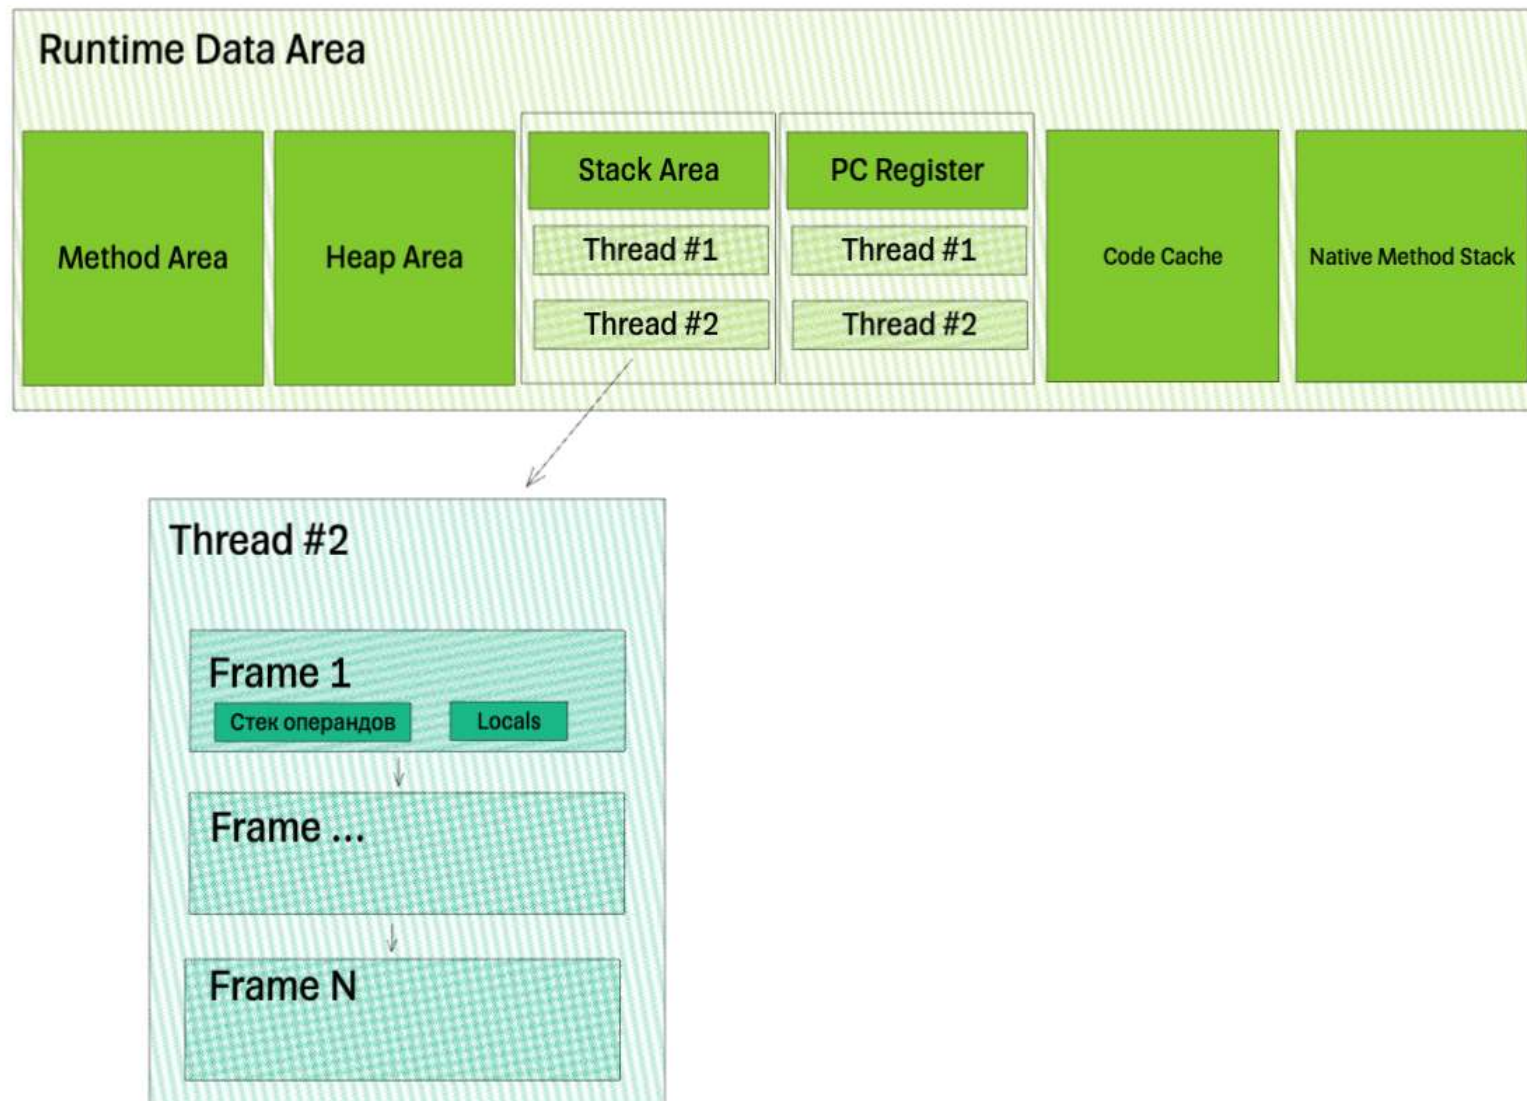 Runtime Data Area
Method Area
Heap Area
Stack Area
Thread #1
Thread #2
PC Register
Thread #1
Thread #2
Code Cache
Native Method Stack
Thread #2
Frame 1
Стек операндов
Locals
Frame ...
Frame N